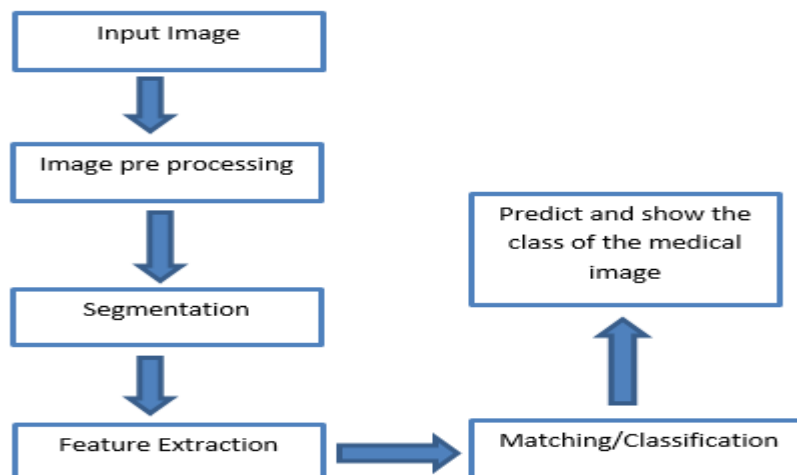 Input Image
Image pre processing
Segmentation
Feature Extraction
Matching/Classification
Predict and show the
class of the medical
image